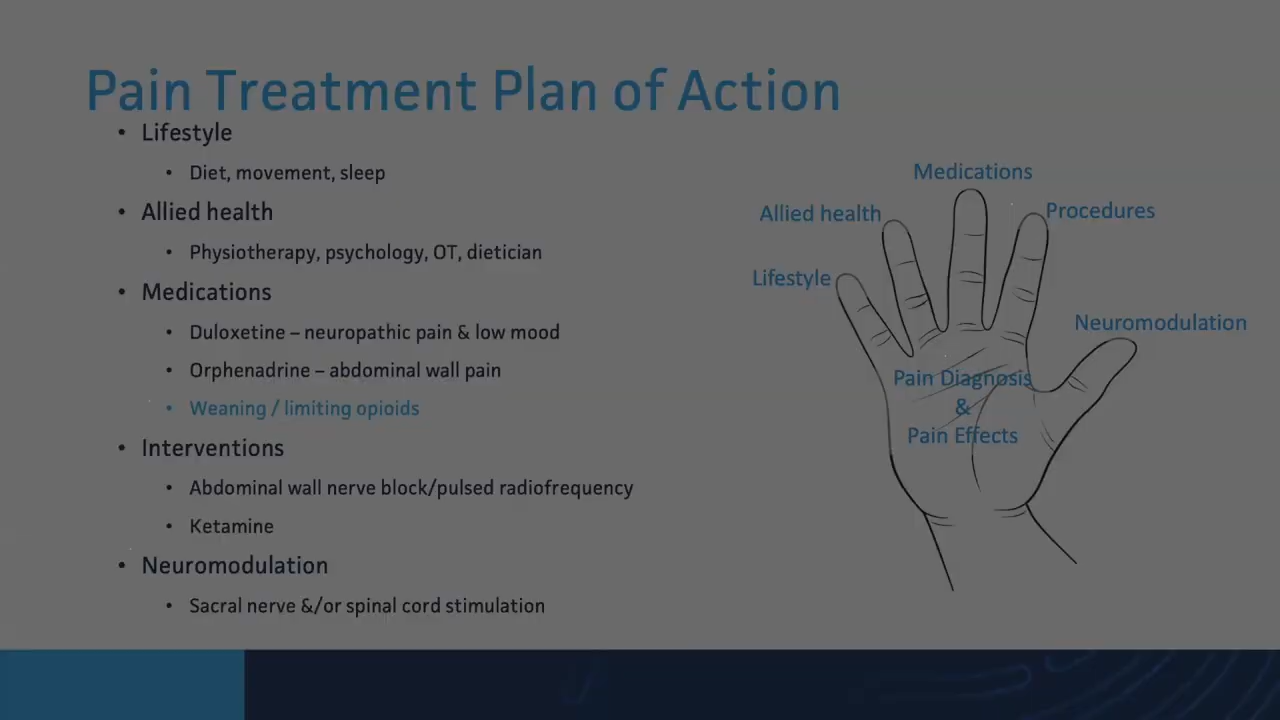 Pain Treatment Plan of Action
• Lifestyle
• Diet, movement, sleep
• Allied health
• Physiotherapy, psychology, OT, dietician
• Medications
• Duloxetine – neuropathic pain & low mood
• Orphenadrine – abdominal wall pain
• Weaning / limiting opioids
• Interventions
• Abdominal wall nerve block/pulsed radiofrequency
• Ketamine
• Neuromodulation
• Sacral nerve &/or spinal cord stimulation
Medications
Allied health
Procedures
Lifestyle
Neuromodulation
Pain Diagnosis
&
Pain Effects